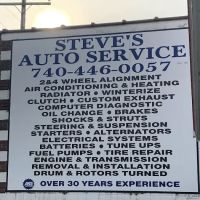 STEVE'S
AUTO SERVICE
740-446-0057
2&4 WHEEL ALIGNMENT
AIR CONDITIONING & HEATING
RADIATOR • WINTERIZE
CLUTCH • CUSTOM EXHAUST
COMPUTER DIAGNOSTIC
OIL CHANGE • BRAKES
SHOCKS & STRUTS
STEERING & SUSPENSION
STARTERS • ALTERNATORS
ELECTRICAL SYSTEMS
BATTERIES • TUNE UPS
FUEL PUMPS • TIRE REPAIR
ENGINE & TRANSMISSION
REMOVAL & INSTALLATION
DRUM & ROTORS TURNED
OVER 30 YEARS EXPERIENCE